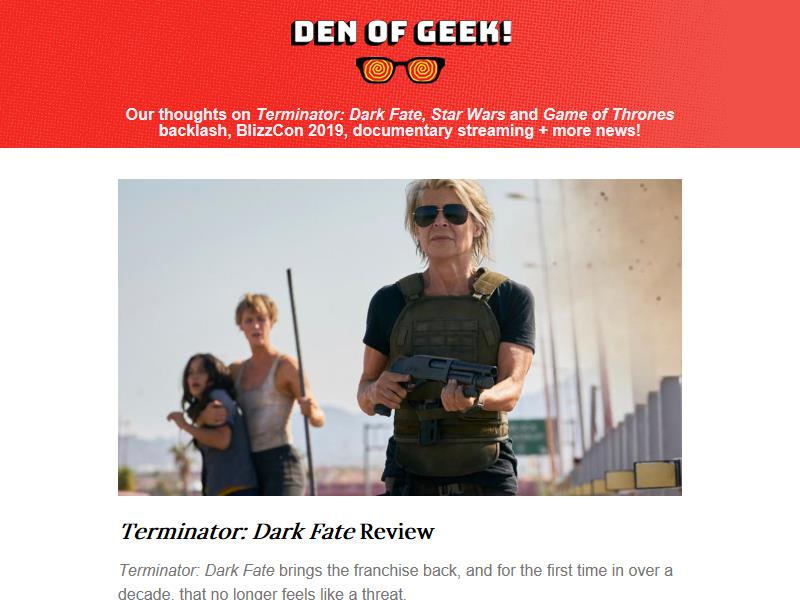 DEN OF GEEK!
Our thoughts on Terminator: Dark Fate, Star Wars and Game of Thrones
backlash, BlizzCon 2019, documentary streaming + more news!
Terminator: Dark Fate Review
Terminator: Dark Fate brings the franchise back, and for the first time in over a
decade, that no longer feels like a threat.